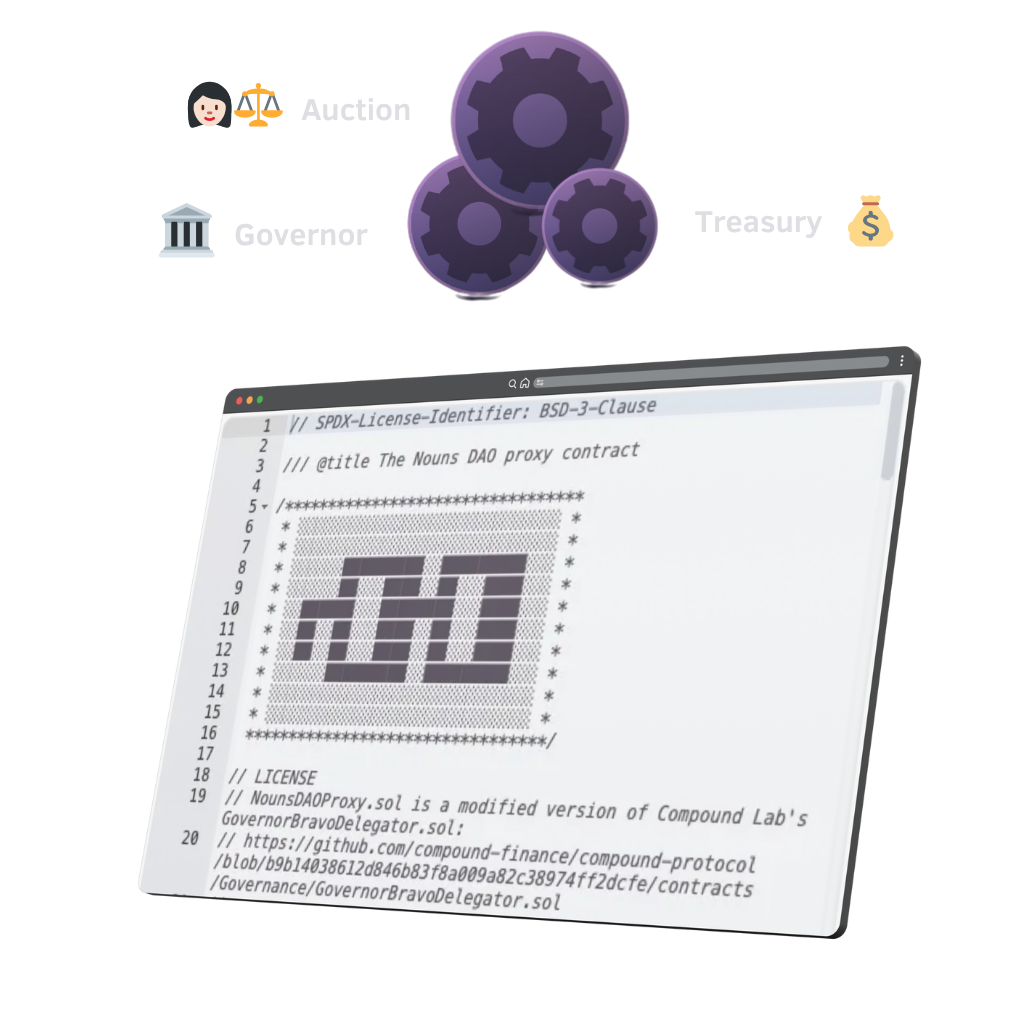 Auction
Governor
Treasury
1 // SPDX-License-Identifier: BSD-3-Clause
2
3 /// @title The Nouns DAO proxy contract
4
5 /*********************************
6 * ░░░░░░░░░░░░░░░░░░░░░░░░░░░░░ *
7 * ░░░░░░░░░░░░░░░░░░░░░░░░░░░░░ *
8 * ░░░░░░█████████░░█████████░░░ *
9 * ░░░░░░██░░░████░░██░░░████░░░ *
10 * ░░██████░░░████████░░░████░░░ *
11 * ░░██░░██░░░████░░██░░░████░░░ *
12 * ░░██░░██░░░████░░██░░░████░░░ *
13 * ░░░░░░█████████░░█████████░░░ *
14 * ░░░░░░░░░░░░░░░░░░░░░░░░░░░░░ *
15 * ░░░░░░░░░░░░░░░░░░░░░░░░░░░░░ *
16 *********************************/
17
18 // LICENSE
19 // NounsDAOProxy.sol is a modified version of Compound Lab's
GovernorBravoDelegator.sol:
20 // https://github.com/compound-finance/compound-protocol
/blob/b9b14038612d846b83f8a009a82c38974ff2dcfe/contracts
/Governance/GovernorBravoDelegator.sol